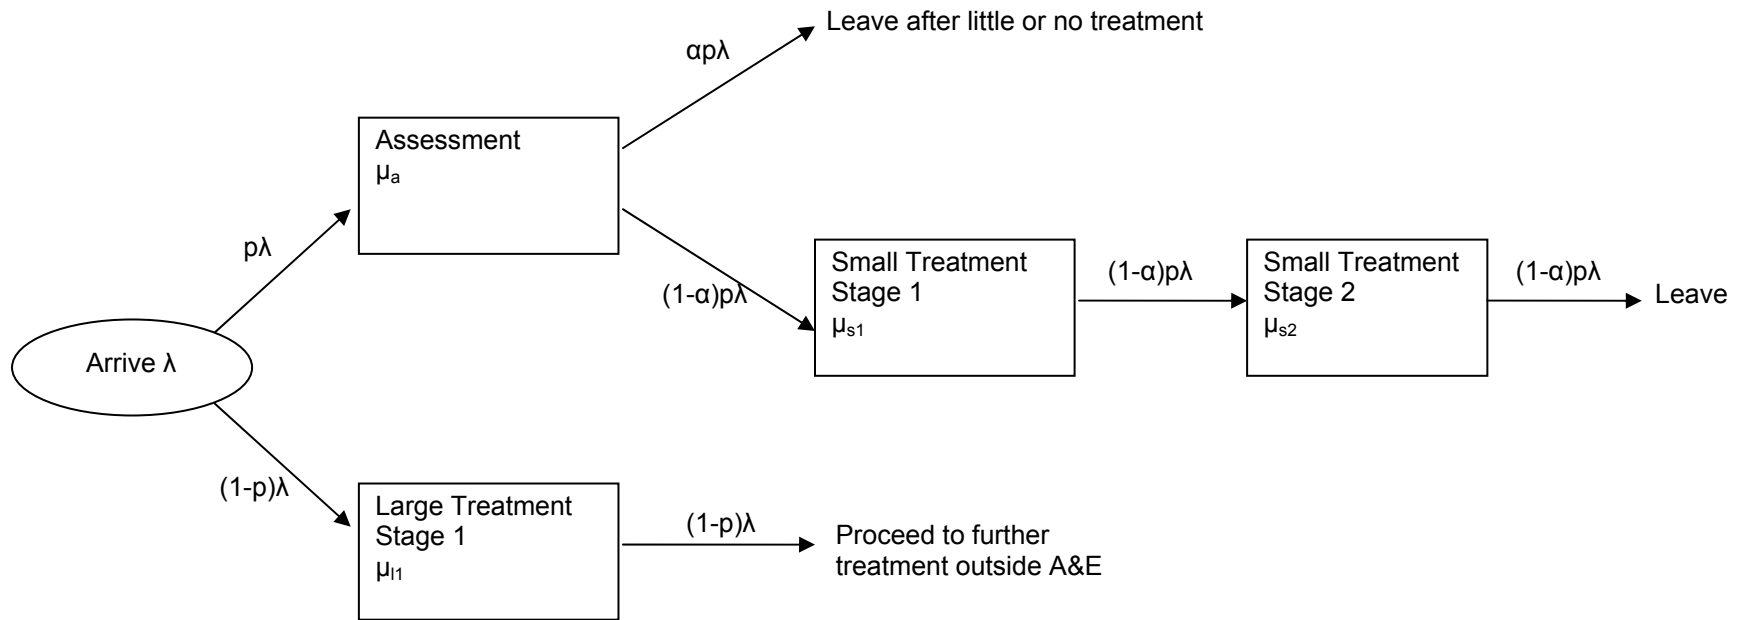 Leave after little or no treatment
αpλ
Assessment
μa
pλ
(1-α)pλ
Small Treatment
Stage 1
μs1
(1-α)pλ
Small Treatment
Stage 2
μs2
(1-α)pλ
Leave
Arrive λ
(1-p)λ
Large Treatment
Stage 1
μl1
(1-p)λ
Proceed to further
treatment outside A&E